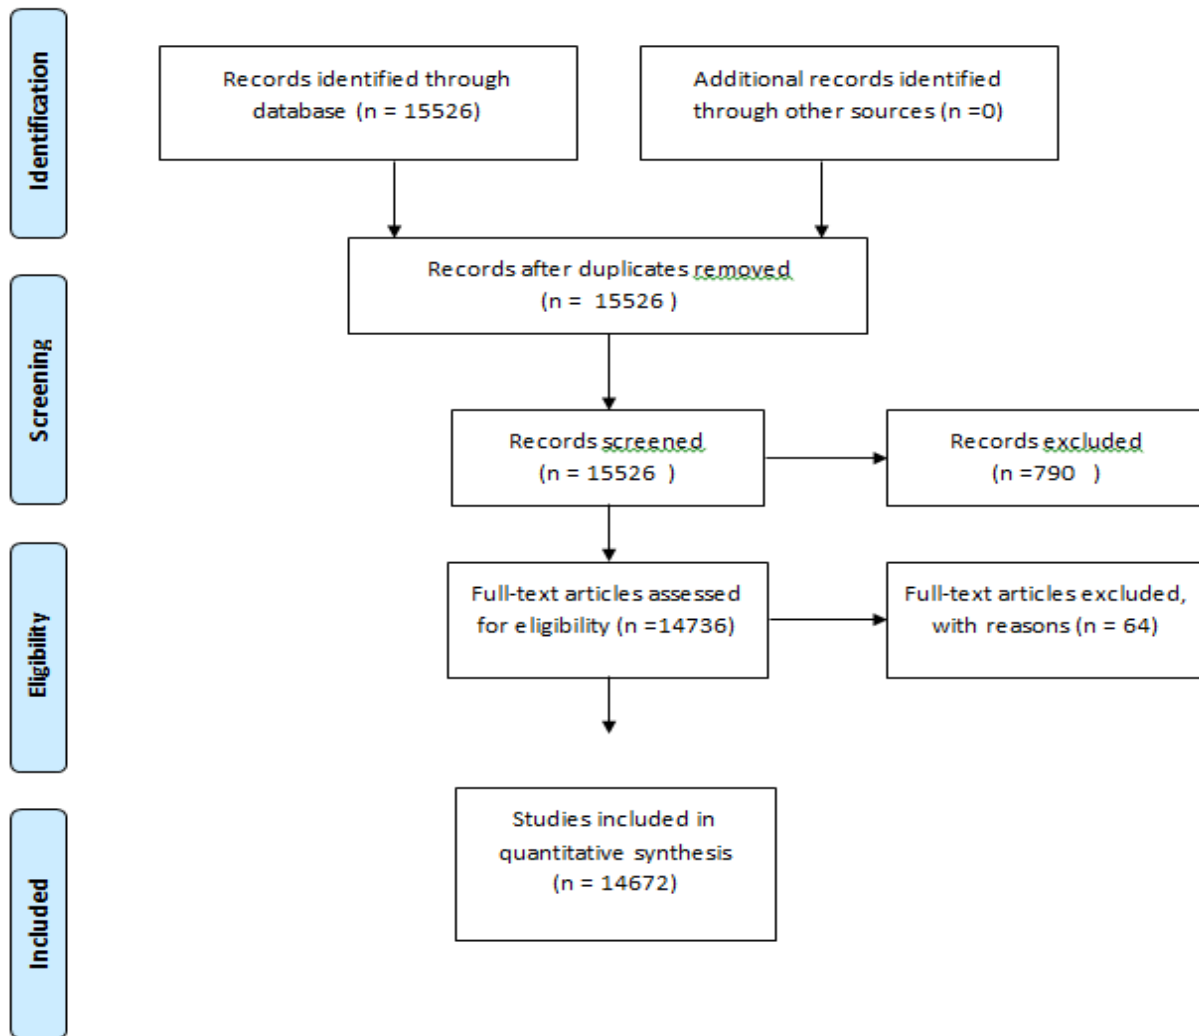 Identification
Records identified through
database (n = 15526)
Additional records identified
through other sources (n =0)
Records after duplicates removed
(n =  15526 )
Screening
Records screened
(n = 15526  )
Records excluded
(n =790   )
Eligibility
Full-text articles assessed
for eligibility (n =14736)
Full-text articles excluded,
with reasons (n = 64)
Included
Studies included in
quantitative synthesis
(n = 14672)